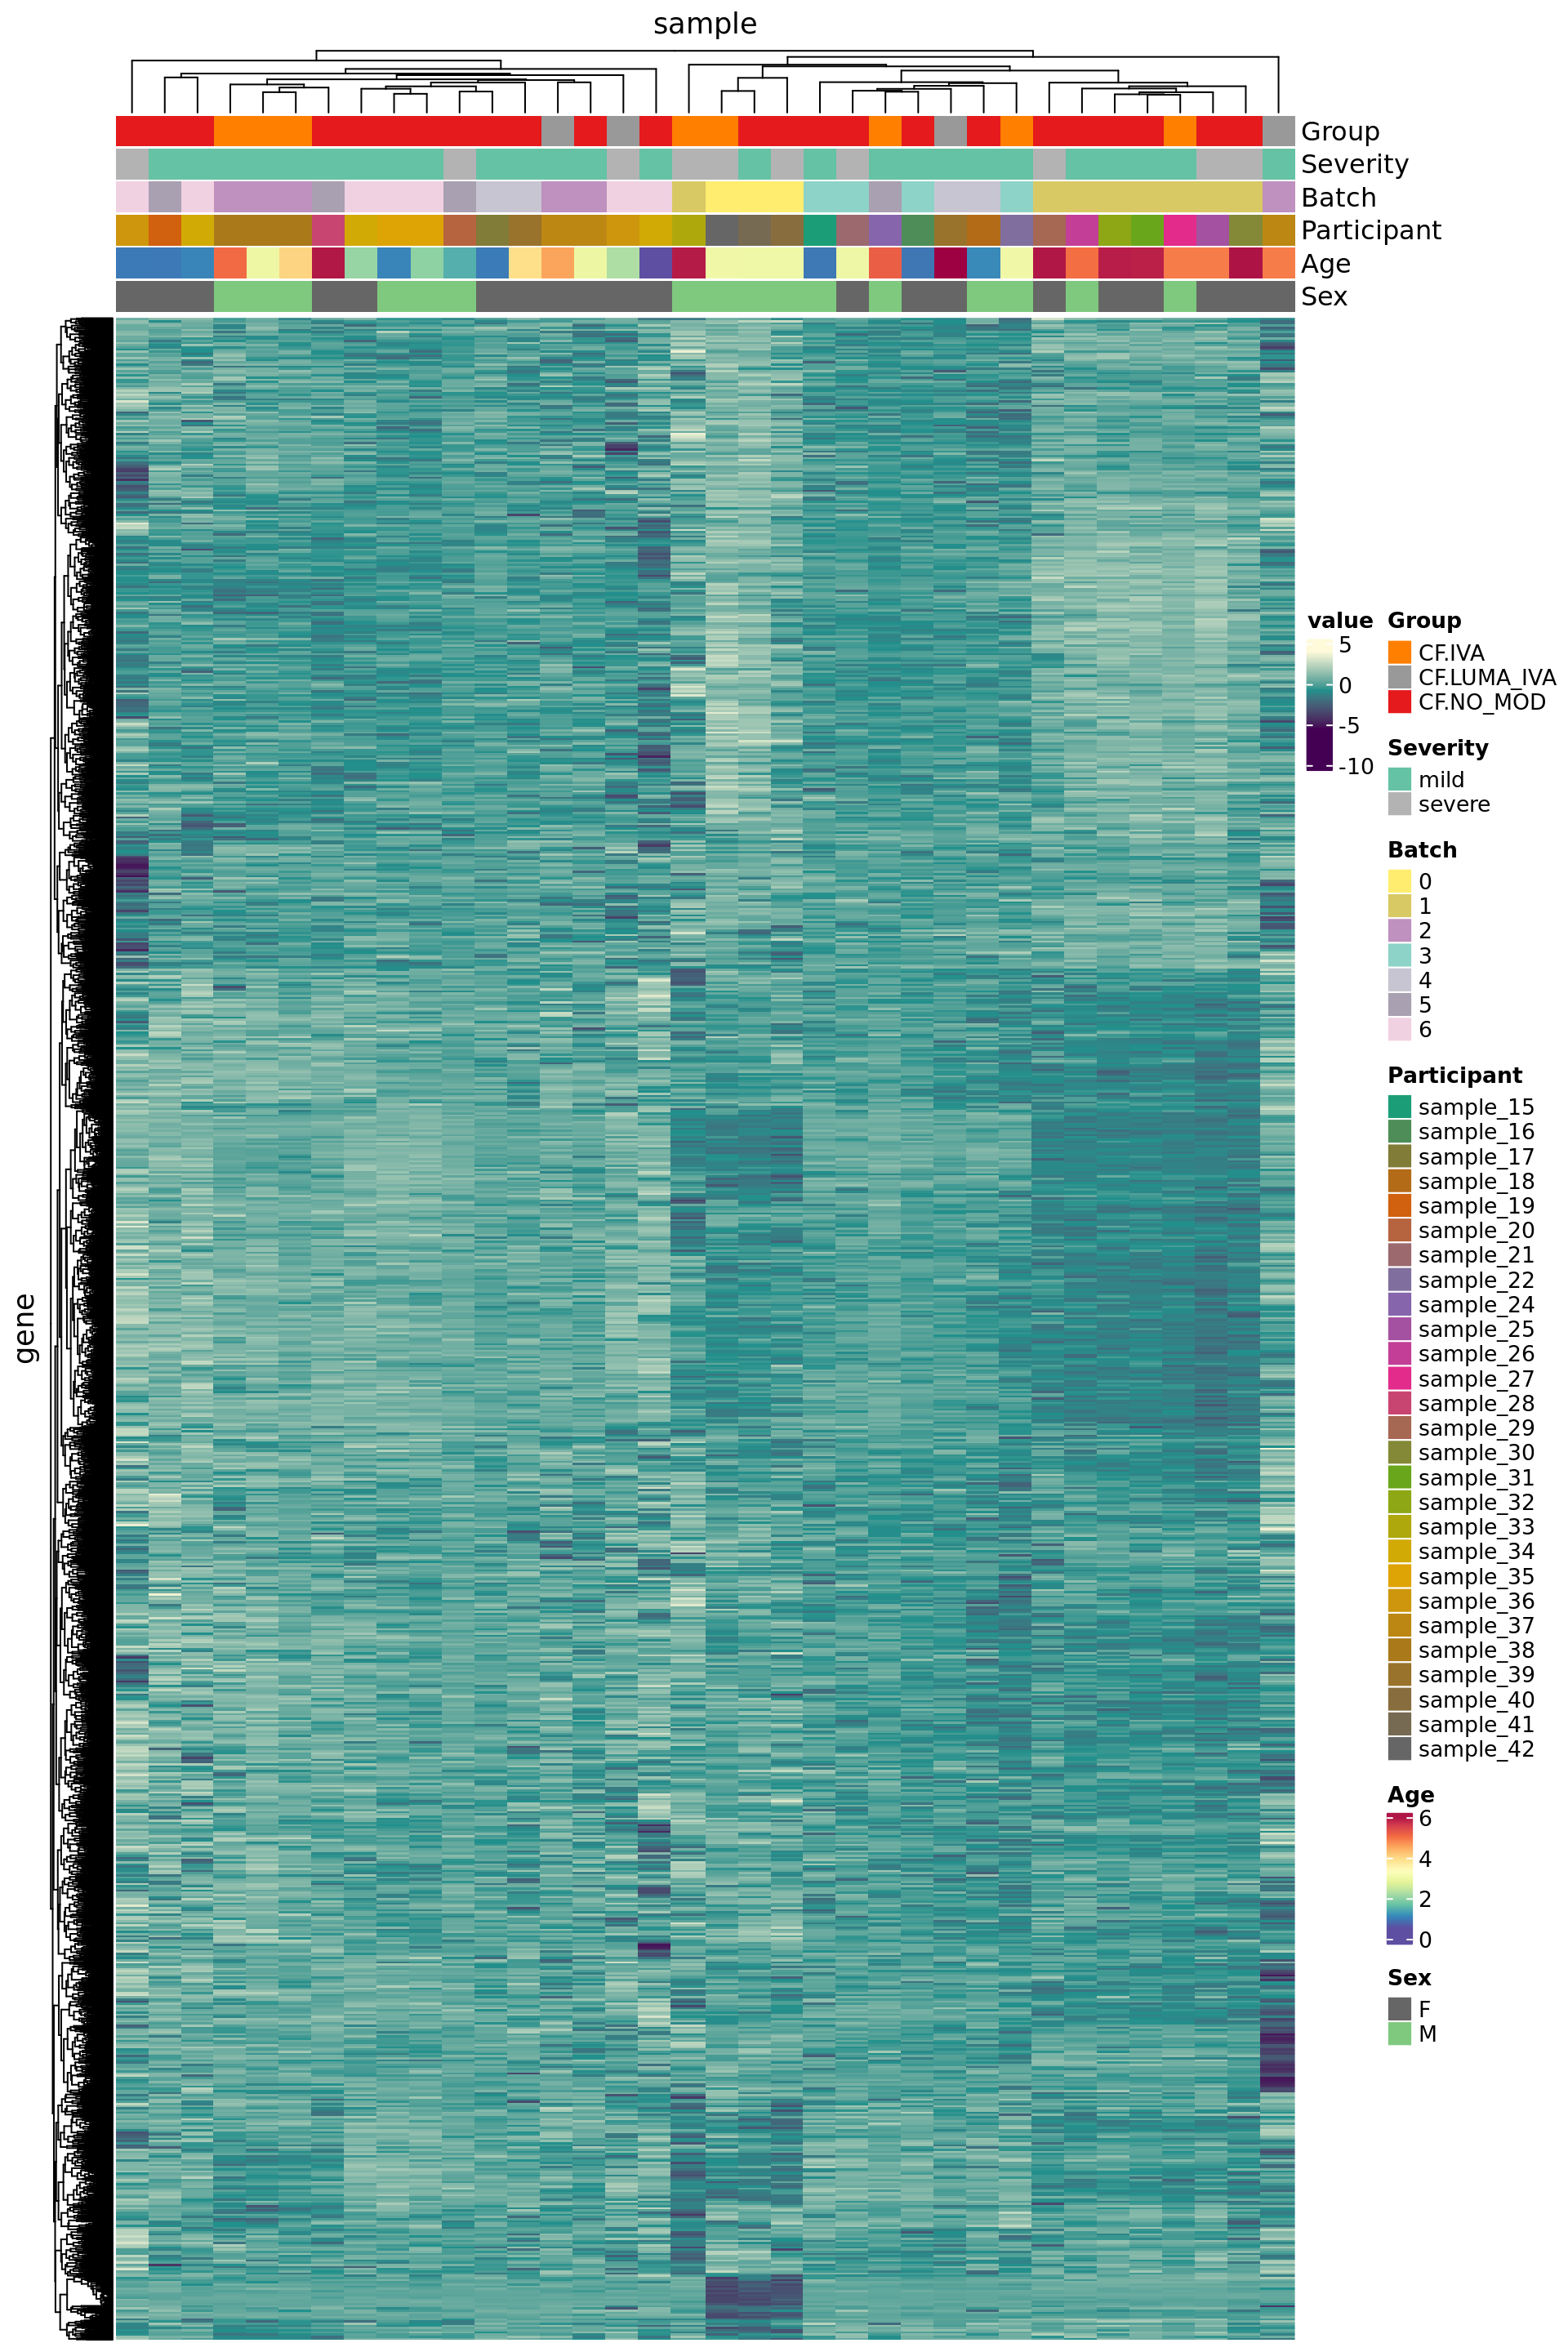 sample
Group
Severity
Batch
Participant
Age
Sex
gene
value
5
0
-5
-10
Group
CF.IVA
CF.LUMA_IVA
CF.NO_MOD
Severity
mild
severe
Batch
0
1
2
3
4
5
6
Participant
sample_15
sample_16
sample_17
sample_18
sample_19
sample_20
sample_21
sample_22
sample_24
sample_25
sample_26
sample_27
sample_28
sample_29
sample_30
sample_31
sample_32
sample_33
sample_34
sample_35
sample_36
sample_37
sample_38
sample_39
sample_40
sample_41
sample_42
Age
6
4
2
0
Sex
F
M